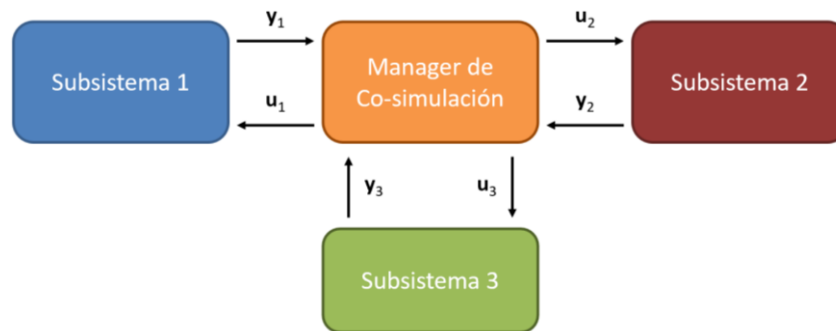 y₁
u₂
Subsistema 1
Manager de
Co-simulación
Subsistema 2
u₁
y₂
y₃
u₃
Subsistema 3